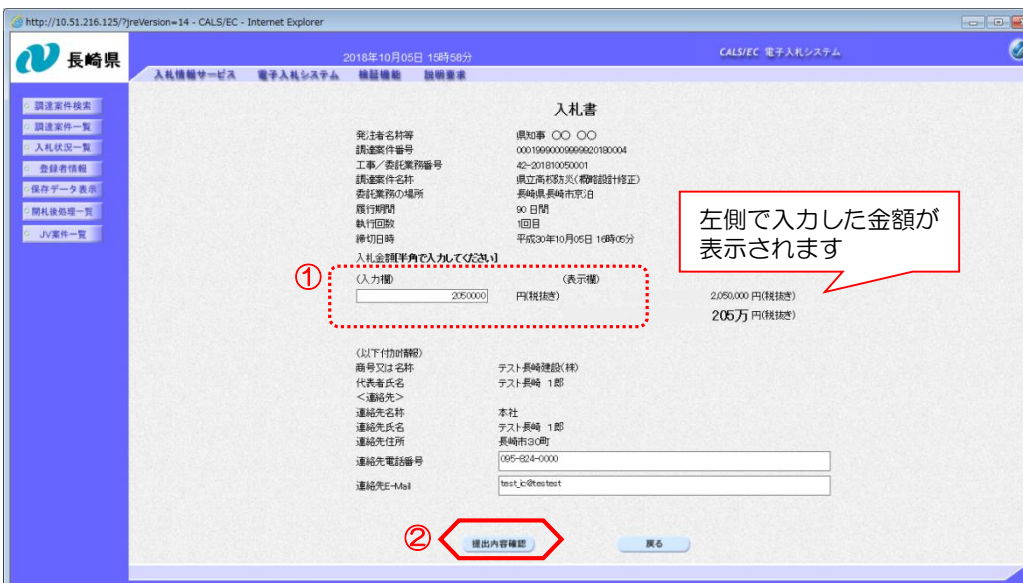 http://10.51.216.125/?jreVersion=14 - CALS/EC - Internet Explorer
長崎県
2018年10月05日 15時58分
CALS/EC 電子入札システム
入札情報サービス 電子入札システム 検証機能 説明要求
調達案件検索
調達案件一覧
入札状況一覧
登録者情報
保存データ表示
開札後処理一覧
JV案件一覧
入札書
発注者名称等 県知事 〇〇 〇〇
調達案件番号 00019990009999920180004
工事/委託業務番号 42-201810050001
調達案件名称 県立高校防災(概略設計修正)
委託業務の場所 長崎県長崎市京泊
履行期間 90 日間
執行回数 1回目
締切日時 平成30年10月05日 16時05分
入札金額[半角で入力してください]
① (入力欄) (表示欄)
2050000 円(税抜き) 2,050,000 円(税抜き)
205万 円(税抜き)
左側で入力した金額が
表示されます
(以下付加情報)
商号又は名称 テスト長崎建設(株)
代表者氏名 テスト長崎 1郎
<連絡先>
連絡先名称 本社
連絡先氏名 テスト長崎 1郎
連絡先住所 長崎市3〇町
連絡先電話番号 095-824-0000
連絡先E-Mail test_ic@testest
② 提出内容確認 戻る